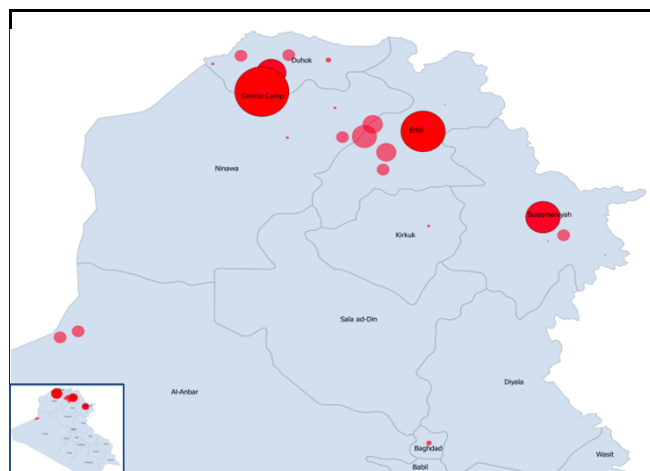 Duhok
Domiz Camp
Erbil
Ninawa
Sulaymaniyah
Kirkuk
Sala ad-Din
Al-Anbar
Diyala
Baghdad
Wasit
Babil